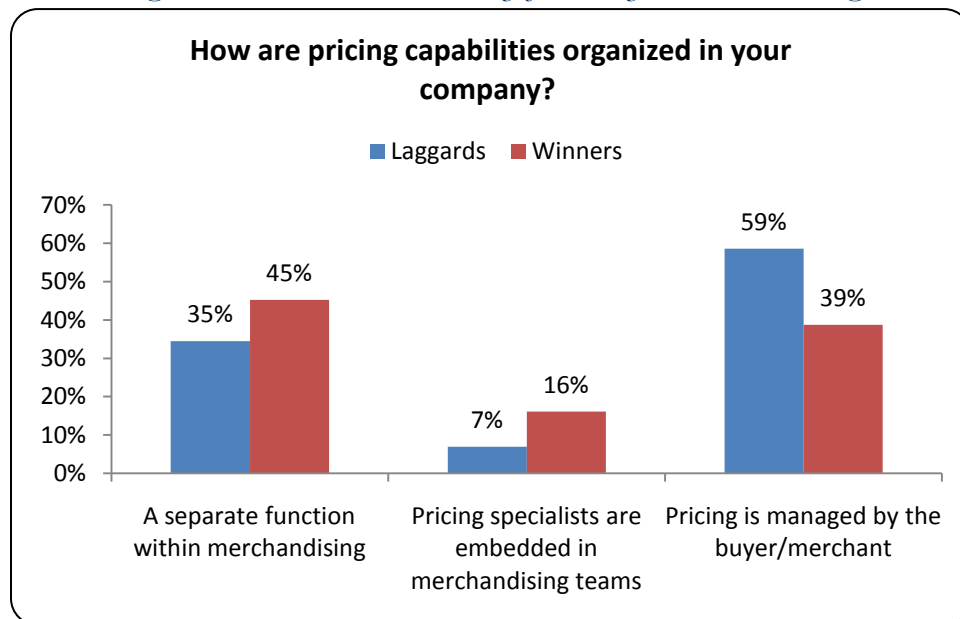 How are pricing capabilities organized in your
company?
Laggards Winners
70%
60%
50%
40%
30%
20%
10%
0%
35%
45%
7%
16%
59%
39%
A separate function
within merchandising
Pricing specialists are
embedded in
merchandising teams
Pricing is managed by the
buyer/merchant